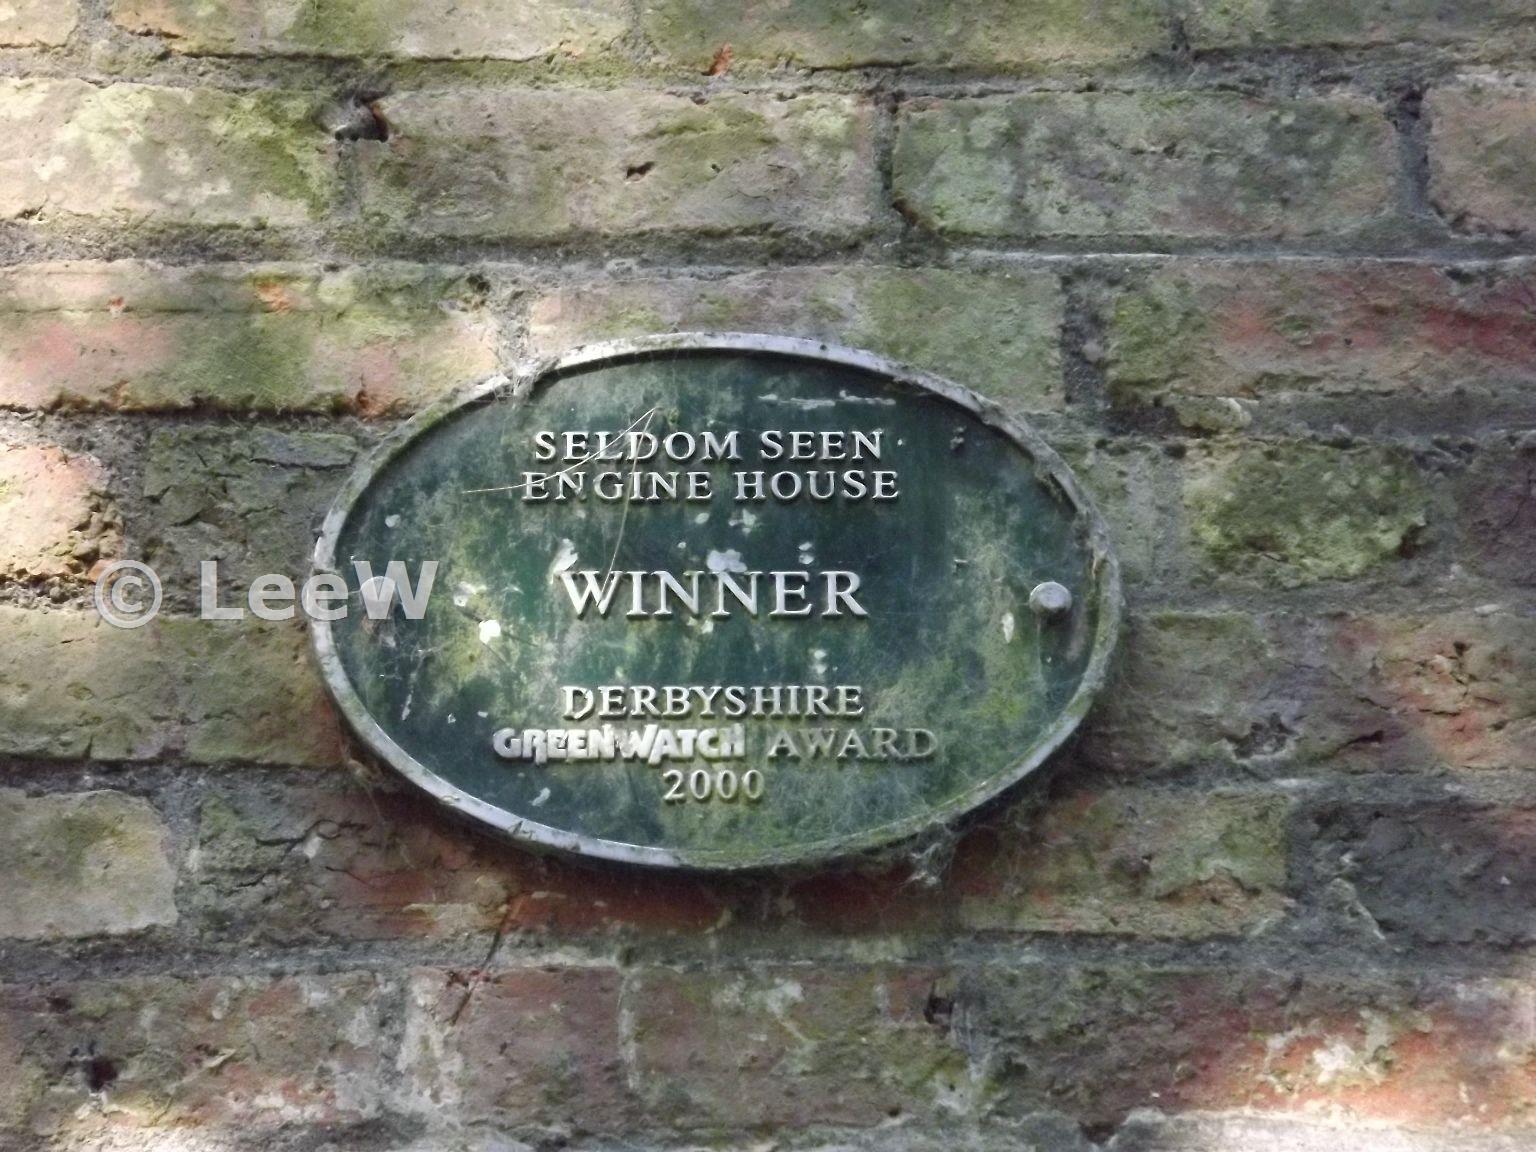 SELDOM SEEN
ENGINE HOUSE
© LeeW
WINNER
DERBYSHIRE
GREENWATCH AWARD
2000